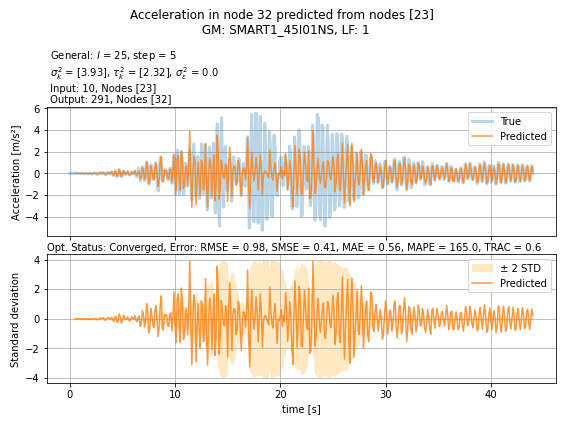 Acceleration in node 32 predicted from nodes [23]
GM: SMART1_45I01NS, LF: 1
General: l = 25, step = 5
σ²ₖ = [3.93], τ²ₖ = [2.32], σ²ε = 0.0
Input: 10, Nodes [23]
Output: 291, Nodes [32]
Acceleration [m/s²]
6
4
2
0
−2
−4
True
Predicted
Opt. Status: Converged, Error: RMSE = 0.98, SMSE = 0.41, MAE = 0.56, MAPE = 165.0, TRAC = 0.6
Standard deviation
4
2
0
−2
−4
± 2 STD
Predicted
0 10 20 30 40
time [s]